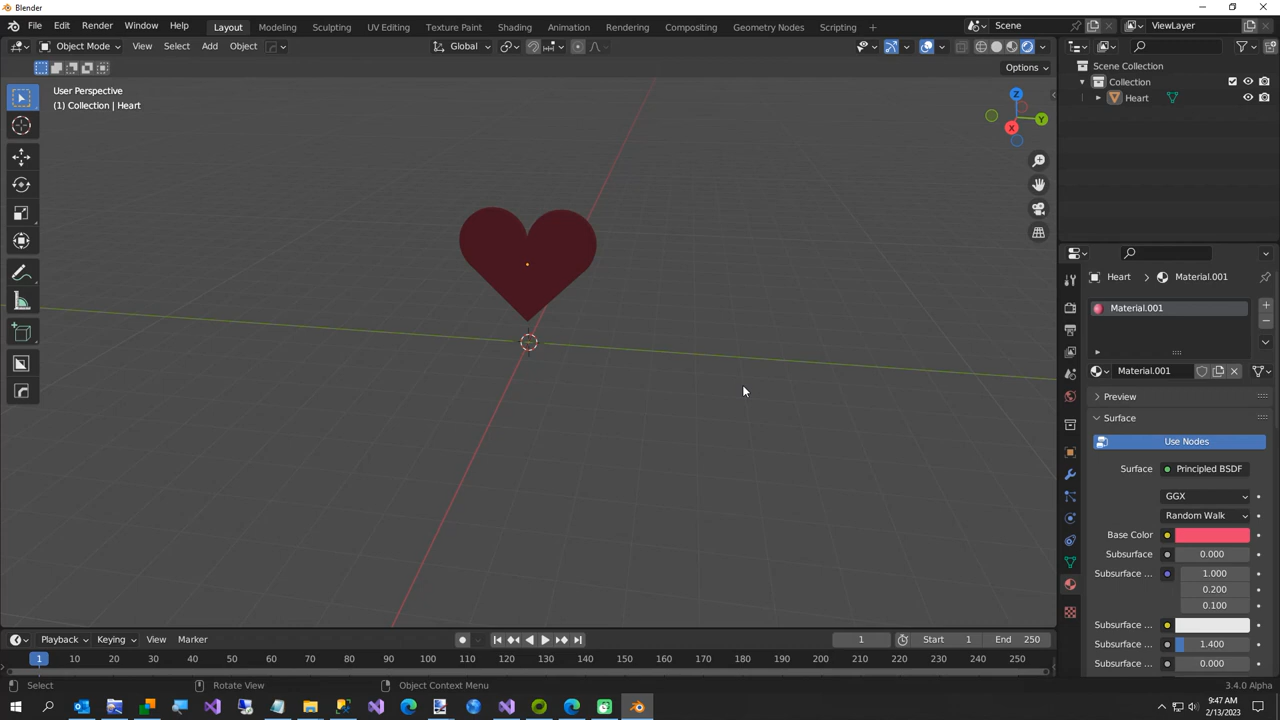 Blender
File Edit Render Window Help Layout Modeling Sculpting UV Editing Texture Paint Shading Animation Rendering Compositing Geometry Nodes Scripting + Scene ViewLayer
Object Mode View Select Add Object Global
Options
User Perspective
(1) Collection | Heart
Z
Y
X
Scene Collection
Collection
Heart
Heart > Material.001
Material.001
Material.001
Preview
Surface
Use Nodes
Surface Principled BSDF
GGX
Random Walk
Base Color
Subsurface 0.000
Subsurface ... 1.000
0.200
0.100
Subsurface ...
Subsurface ... 1.400
Subsurface ... 0.000
Playback Keying View Marker 1 Start 1 End 250
1 10 20 30 40 50 60 70 80 90 100 110 120 130 140 150 160 170 180 190 200 210 220 230 240 250
Select Rotate View Object Context Menu 3.4.0 Alpha
9:47 AM
2/13/2023